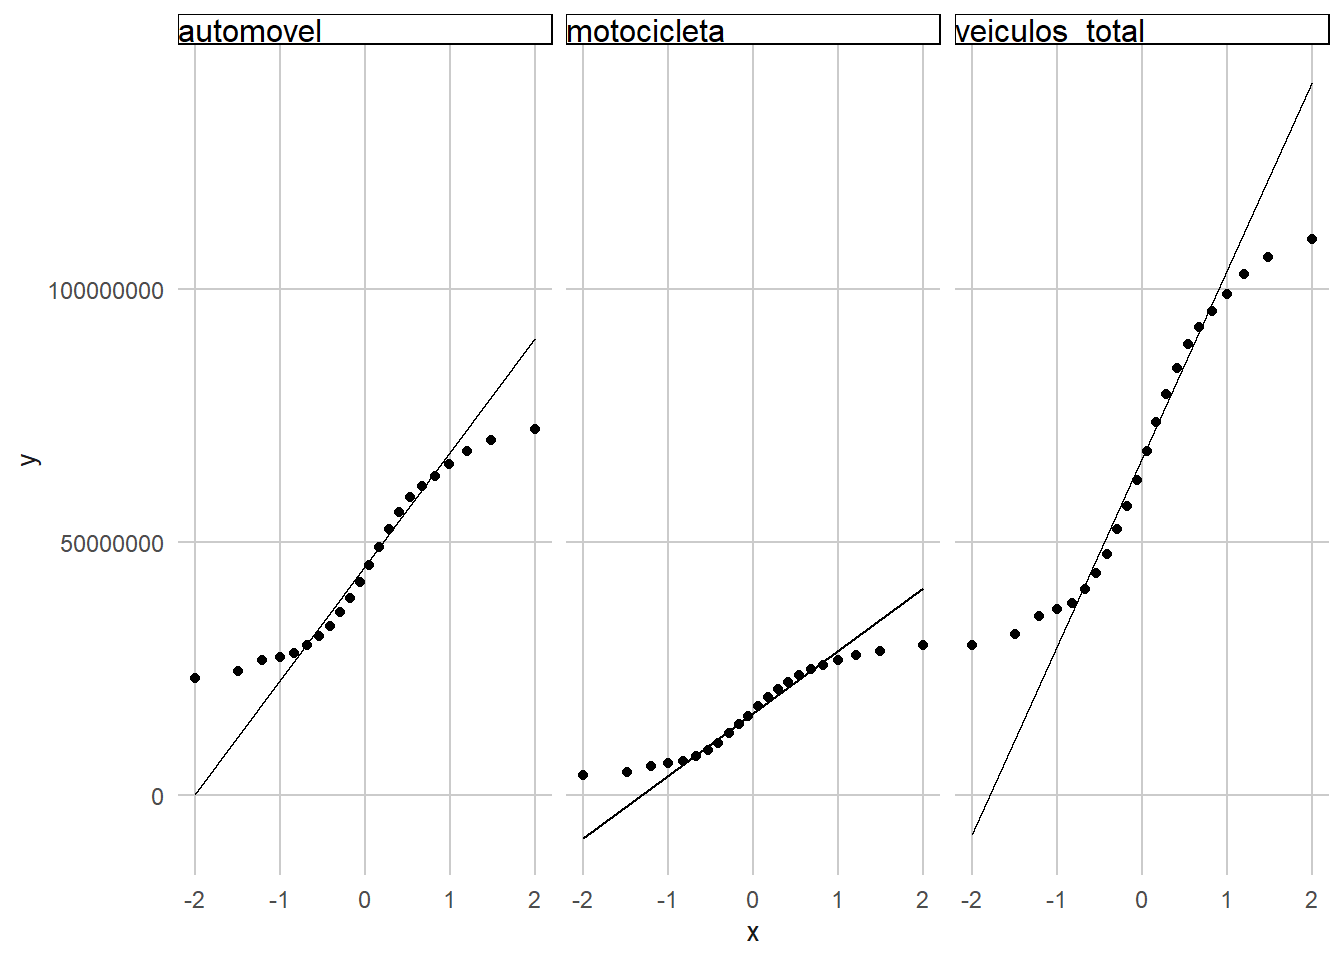 automovel motocicleta veiculos_total
100000000
50000000
0
y
-2 -1 0 1 2 -2 -1 0 1 2 -2 -1 0 1 2
x